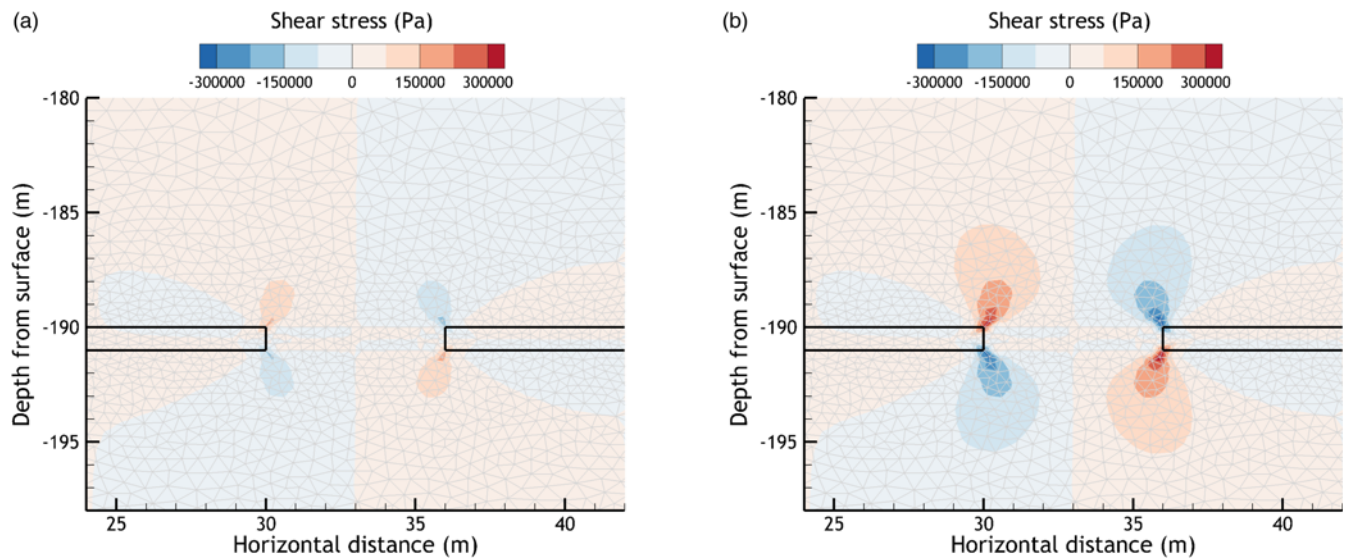 (a)
Shear stress (Pa)
-300000 -150000 0 150000 300000
-180
-185
-190
-195
Depth from surface (m)
25 30 35 40
Horizontal distance (m)
(b)
Shear stress (Pa)
-300000 -150000 0 150000 300000
-180
-185
-190
-195
Depth from surface (m)
25 30 35 40
Horizontal distance (m)